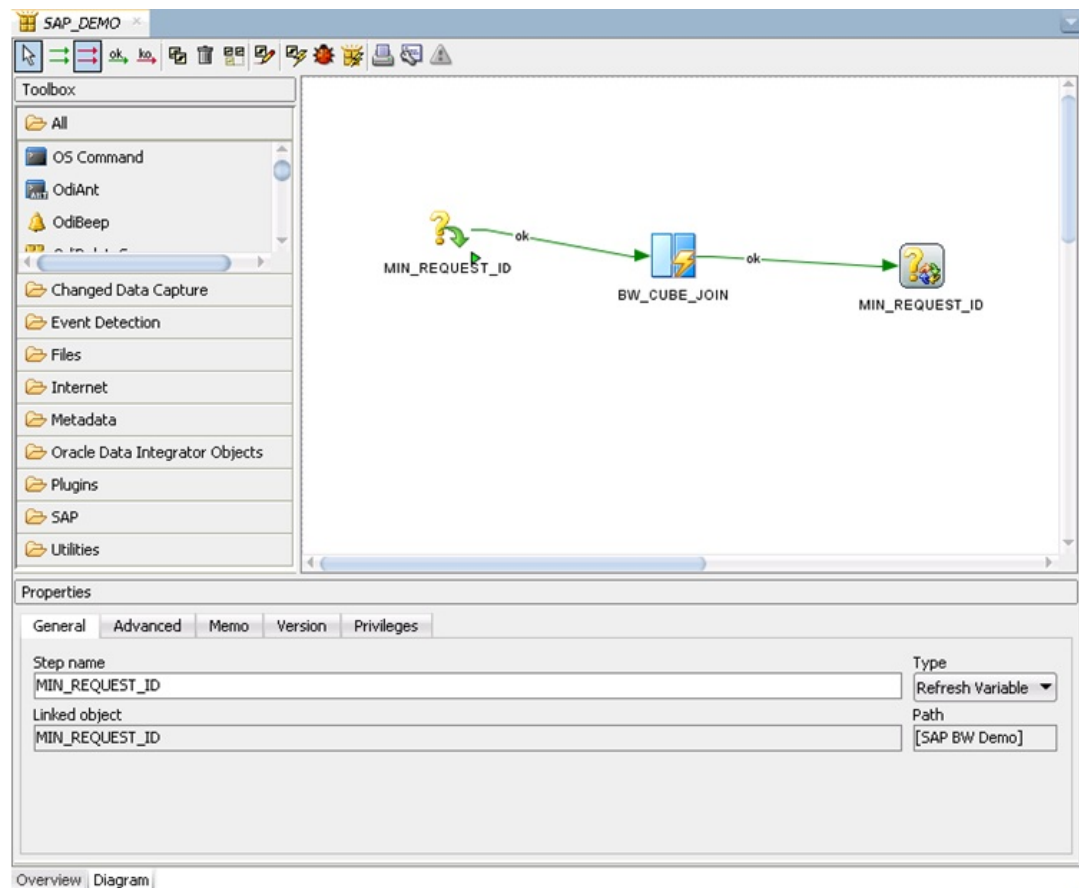 SAP_DEMO
ok
ko
Toolbox
All
OS Command
OdiAnt
OdiBeep
Changed Data Capture
Event Detection
Files
Internet
Metadata
Oracle Data Integrator Objects
Plugins
SAP
Utilities
ok
ok
MIN_REQUEST_ID
BW_CUBE_JOIN
MIN_REQUEST_ID
Properties
General Advanced Memo Version Privileges
Step name Type
MIN_REQUEST_ID Refresh Variable
Linked object Path
MIN_REQUEST_ID [SAP BW Demo]
Overview Diagram